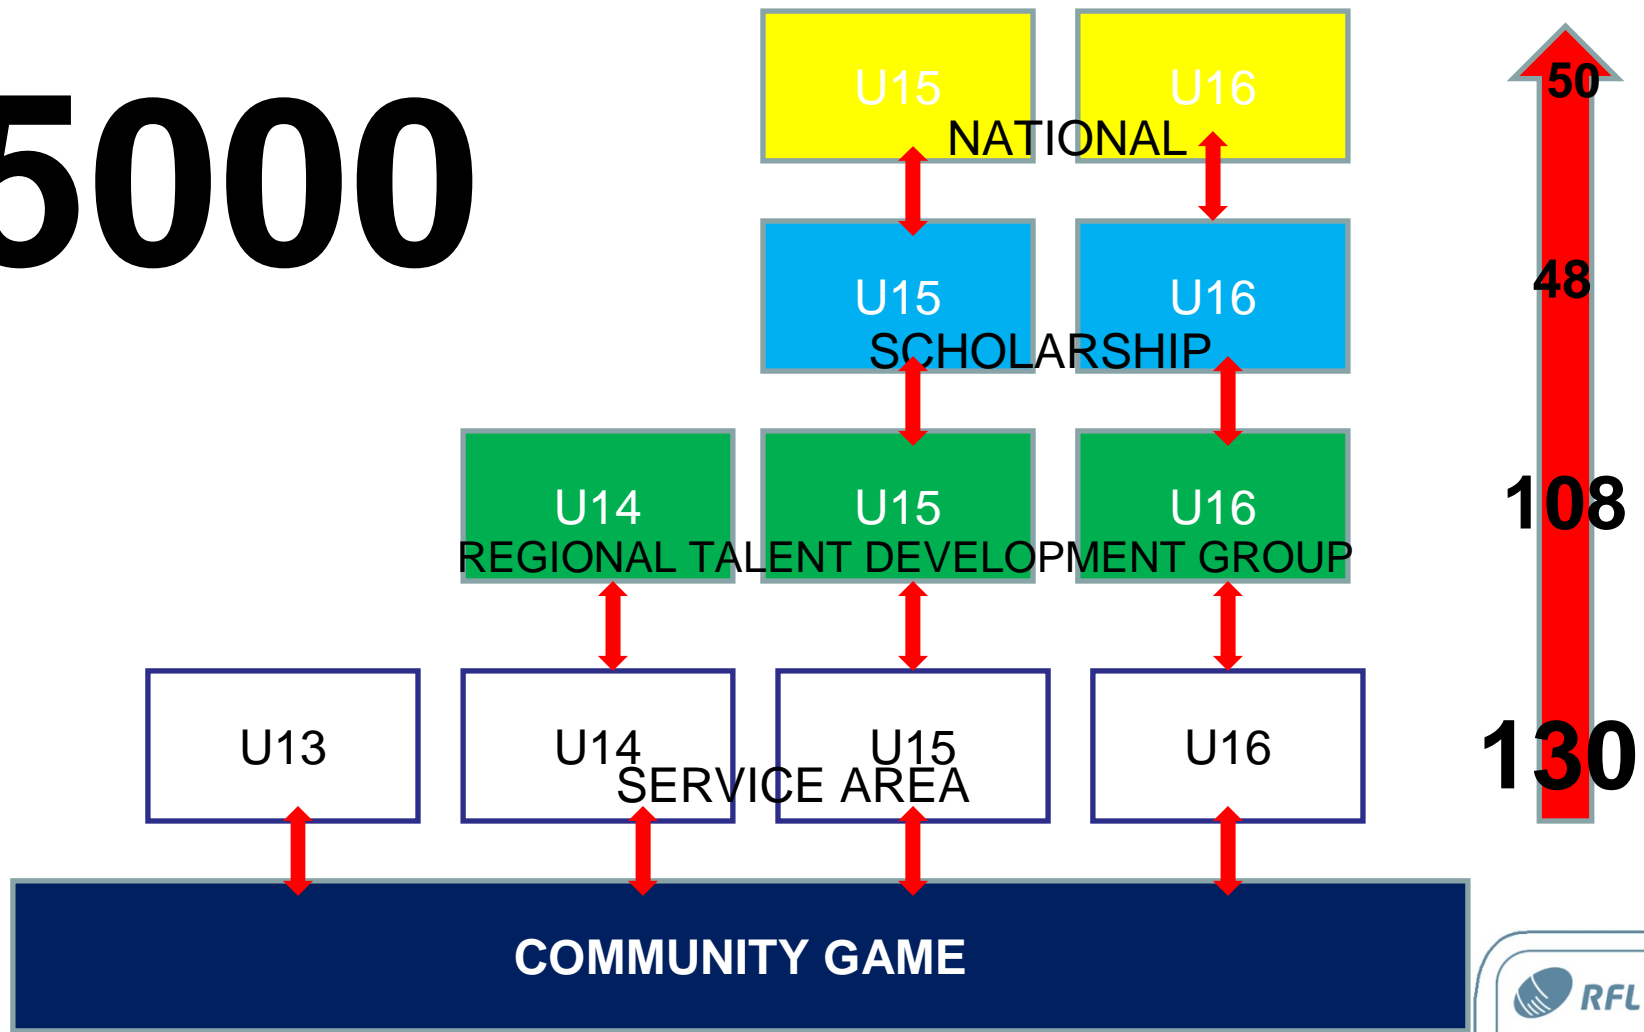 5000
U15
U16
50
NATIONAL
U15
U16
48
SCHOLARSHIP
U14
U15
U16
108
REGIONAL TALENT DEVELOPMENT GROUP
U13
U14
U15
U16
130
SERVICE AREA
COMMUNITY GAME
RFL